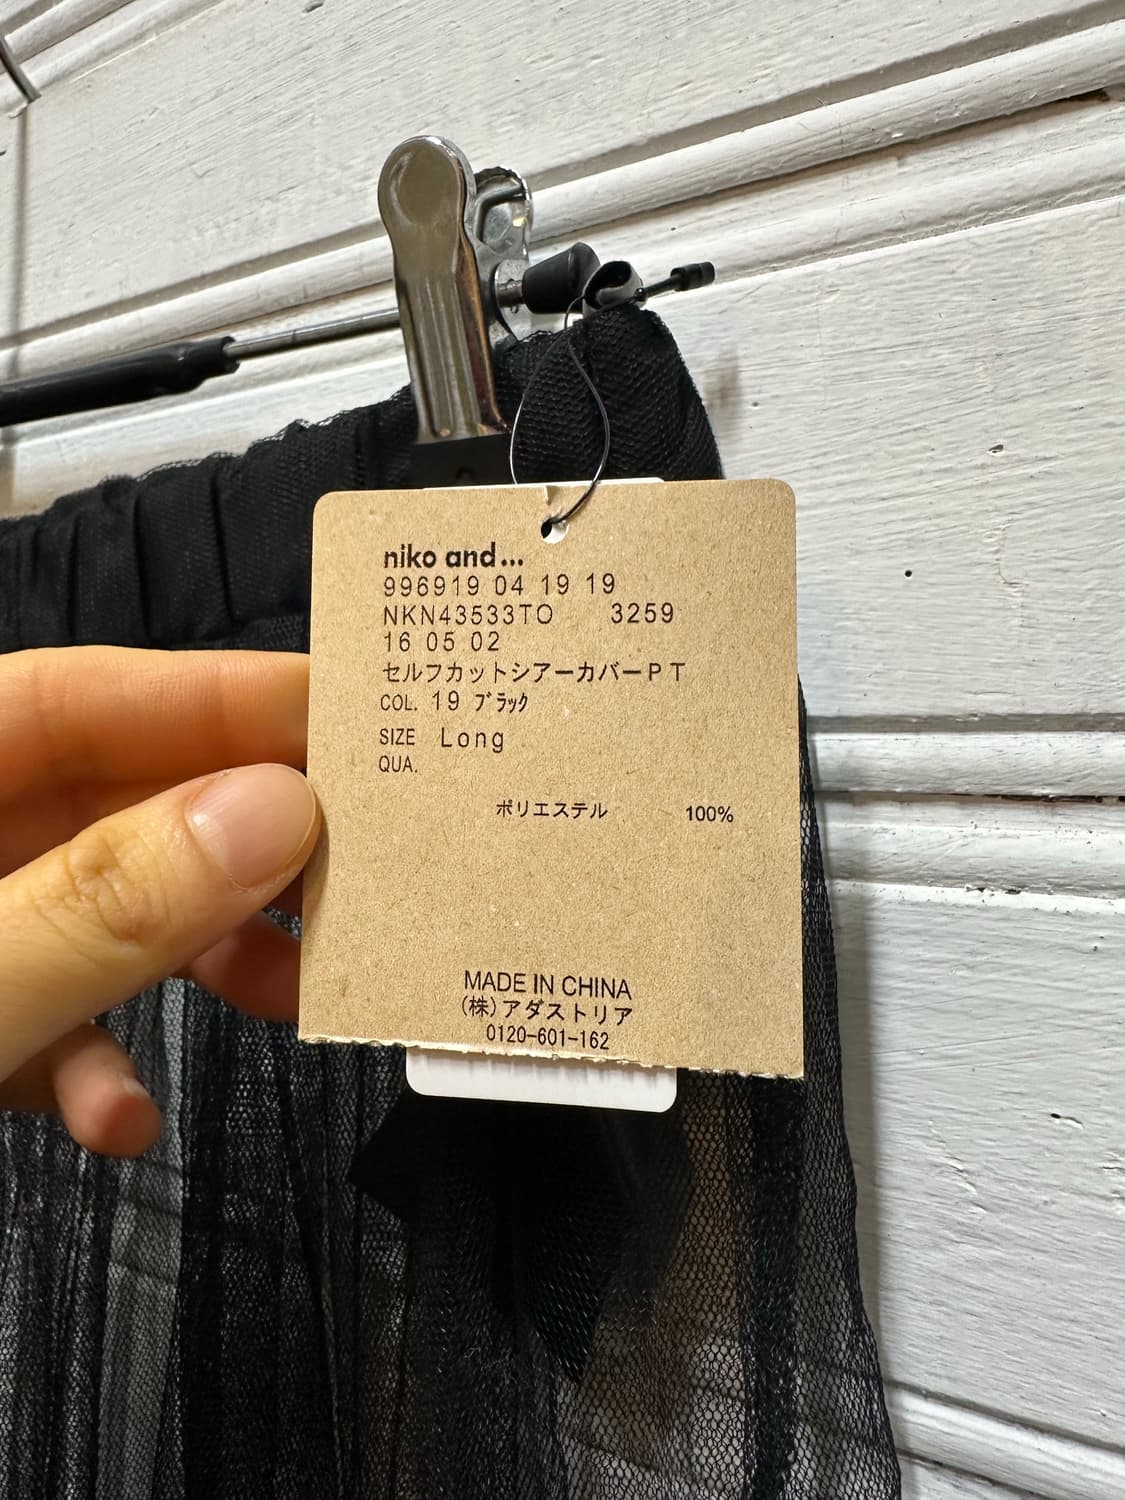 niko and...
996919 04 19 19
NKN43533TO 3259
16 05 02
セルフカットシアーカバーPT
COL. 19 ブラック
SIZE Long
QUA.
ポリエステル 100%
MADE IN CHINA
(株)アダストリア
0120-601-162